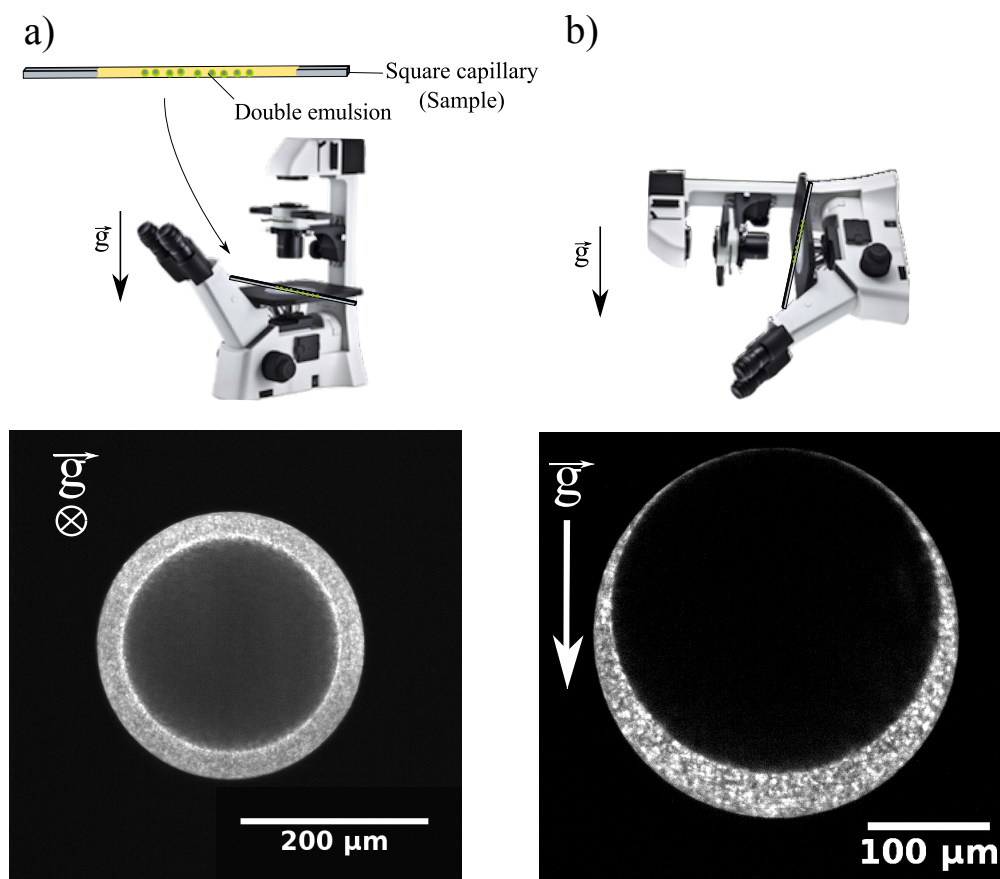 a)
Square capillary
(Sample)
Double emulsion
g
g
200 μm
b)
g
g
100 μm